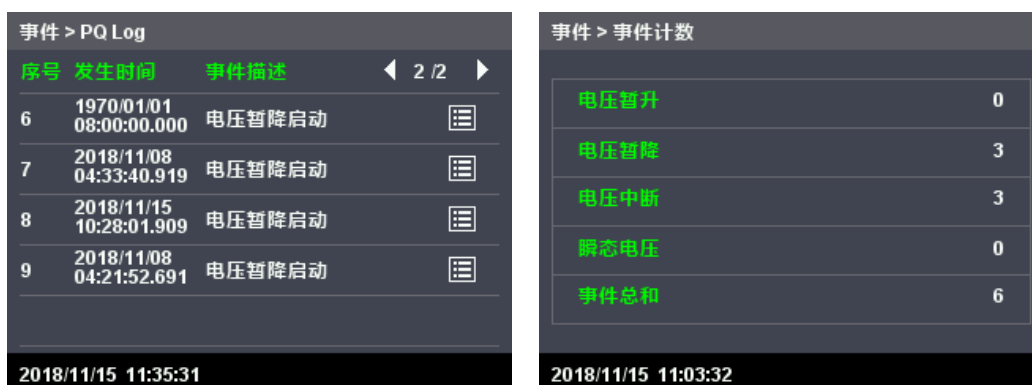 事件 > PQ Log
序号 发生时间 事件描述 2 /2
6 1970/01/01 08:00:00.000 电压暂降启动
7 2018/11/08 04:33:40.919 电压暂降启动
8 2018/11/15 10:28:01.909 电压暂降启动
9 2018/11/08 04:21:52.691 电压暂降启动
2018/11/15 11:35:31
事件 > 事件计数
电压暂升 0
电压暂降 3
电压中断 3
瞬态电压 0
事件总和 6
2018/11/15 11:03:32